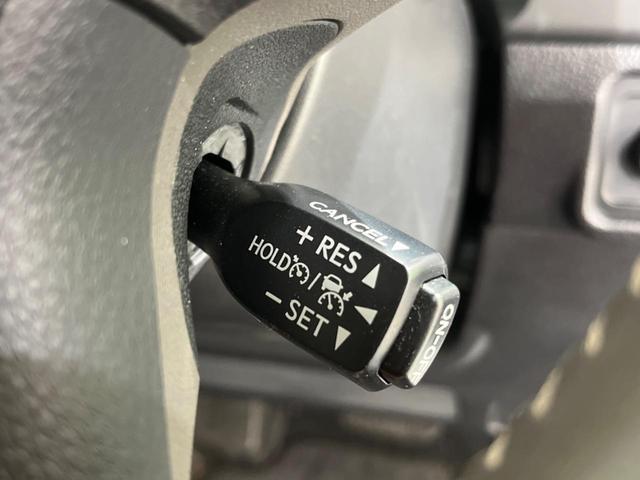 CANCEL▼
+ RES ▲
HOLD / ◀
− SET ▼
ON-OFF